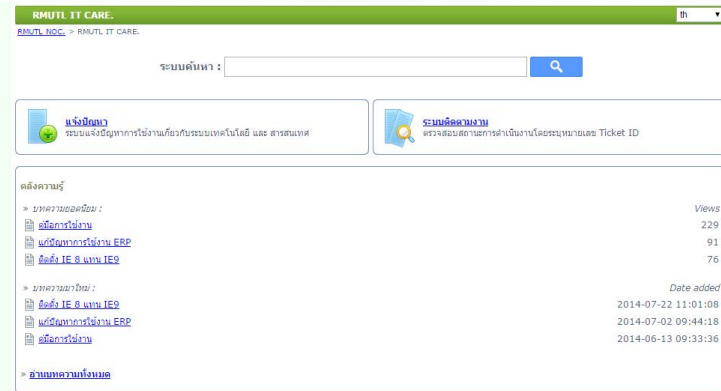 RMUTL IT CARE.
th
RMUTL NOC. > RMUTL IT CARE.
ระบบค้นหา :
แจ้งปัญหา
ระบบแจ้งปัญหาการใช้งานเกี่ยวกับระบบเทคโนโลยี และ สารสนเทศ
ระบบติดตามงาน
ตรวจสอบสถานะการดำเนินงานโดยระบุหมายเลข Ticket ID
คลังความรู้
» บทความยอดนิยม : Views
คู่มือการใช้งาน 229
แก้ปัญหาการใช้งาน ERP 91
ติดตั้ง IE 8 แทน IE9 76
» บทความมาใหม่ : Date added
ติดตั้ง IE 8 แทน IE9 2014-07-22 11:01:08
แก้ปัญหาการใช้งาน ERP 2014-07-02 09:44:18
คู่มือการใช้งาน 2014-06-13 09:33:36
» อ่านบทความทั้งหมด